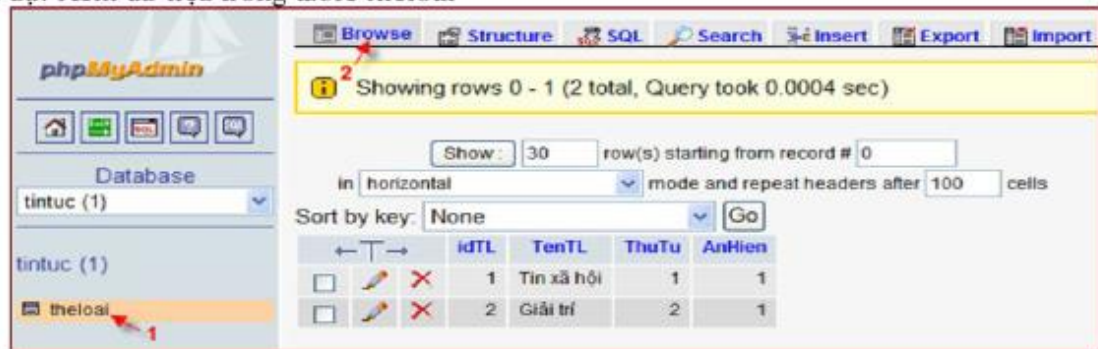 Browse Structure SQL Search Insert Export Import
2
phpMyAdmin
Showing rows 0 - 1 (2 total, Query took 0.0004 sec)
SQL
Show : 30 row(s) starting from record # 0
Database
in horizontal mode and repeat headers after 100 cells
tintuc (1)
Sort by key: None Go
idTL TenTL ThuTu AnHien
tintuc (1)
1 Tin xã hội 1 1
theloai
2 Giải trí 2 1
1